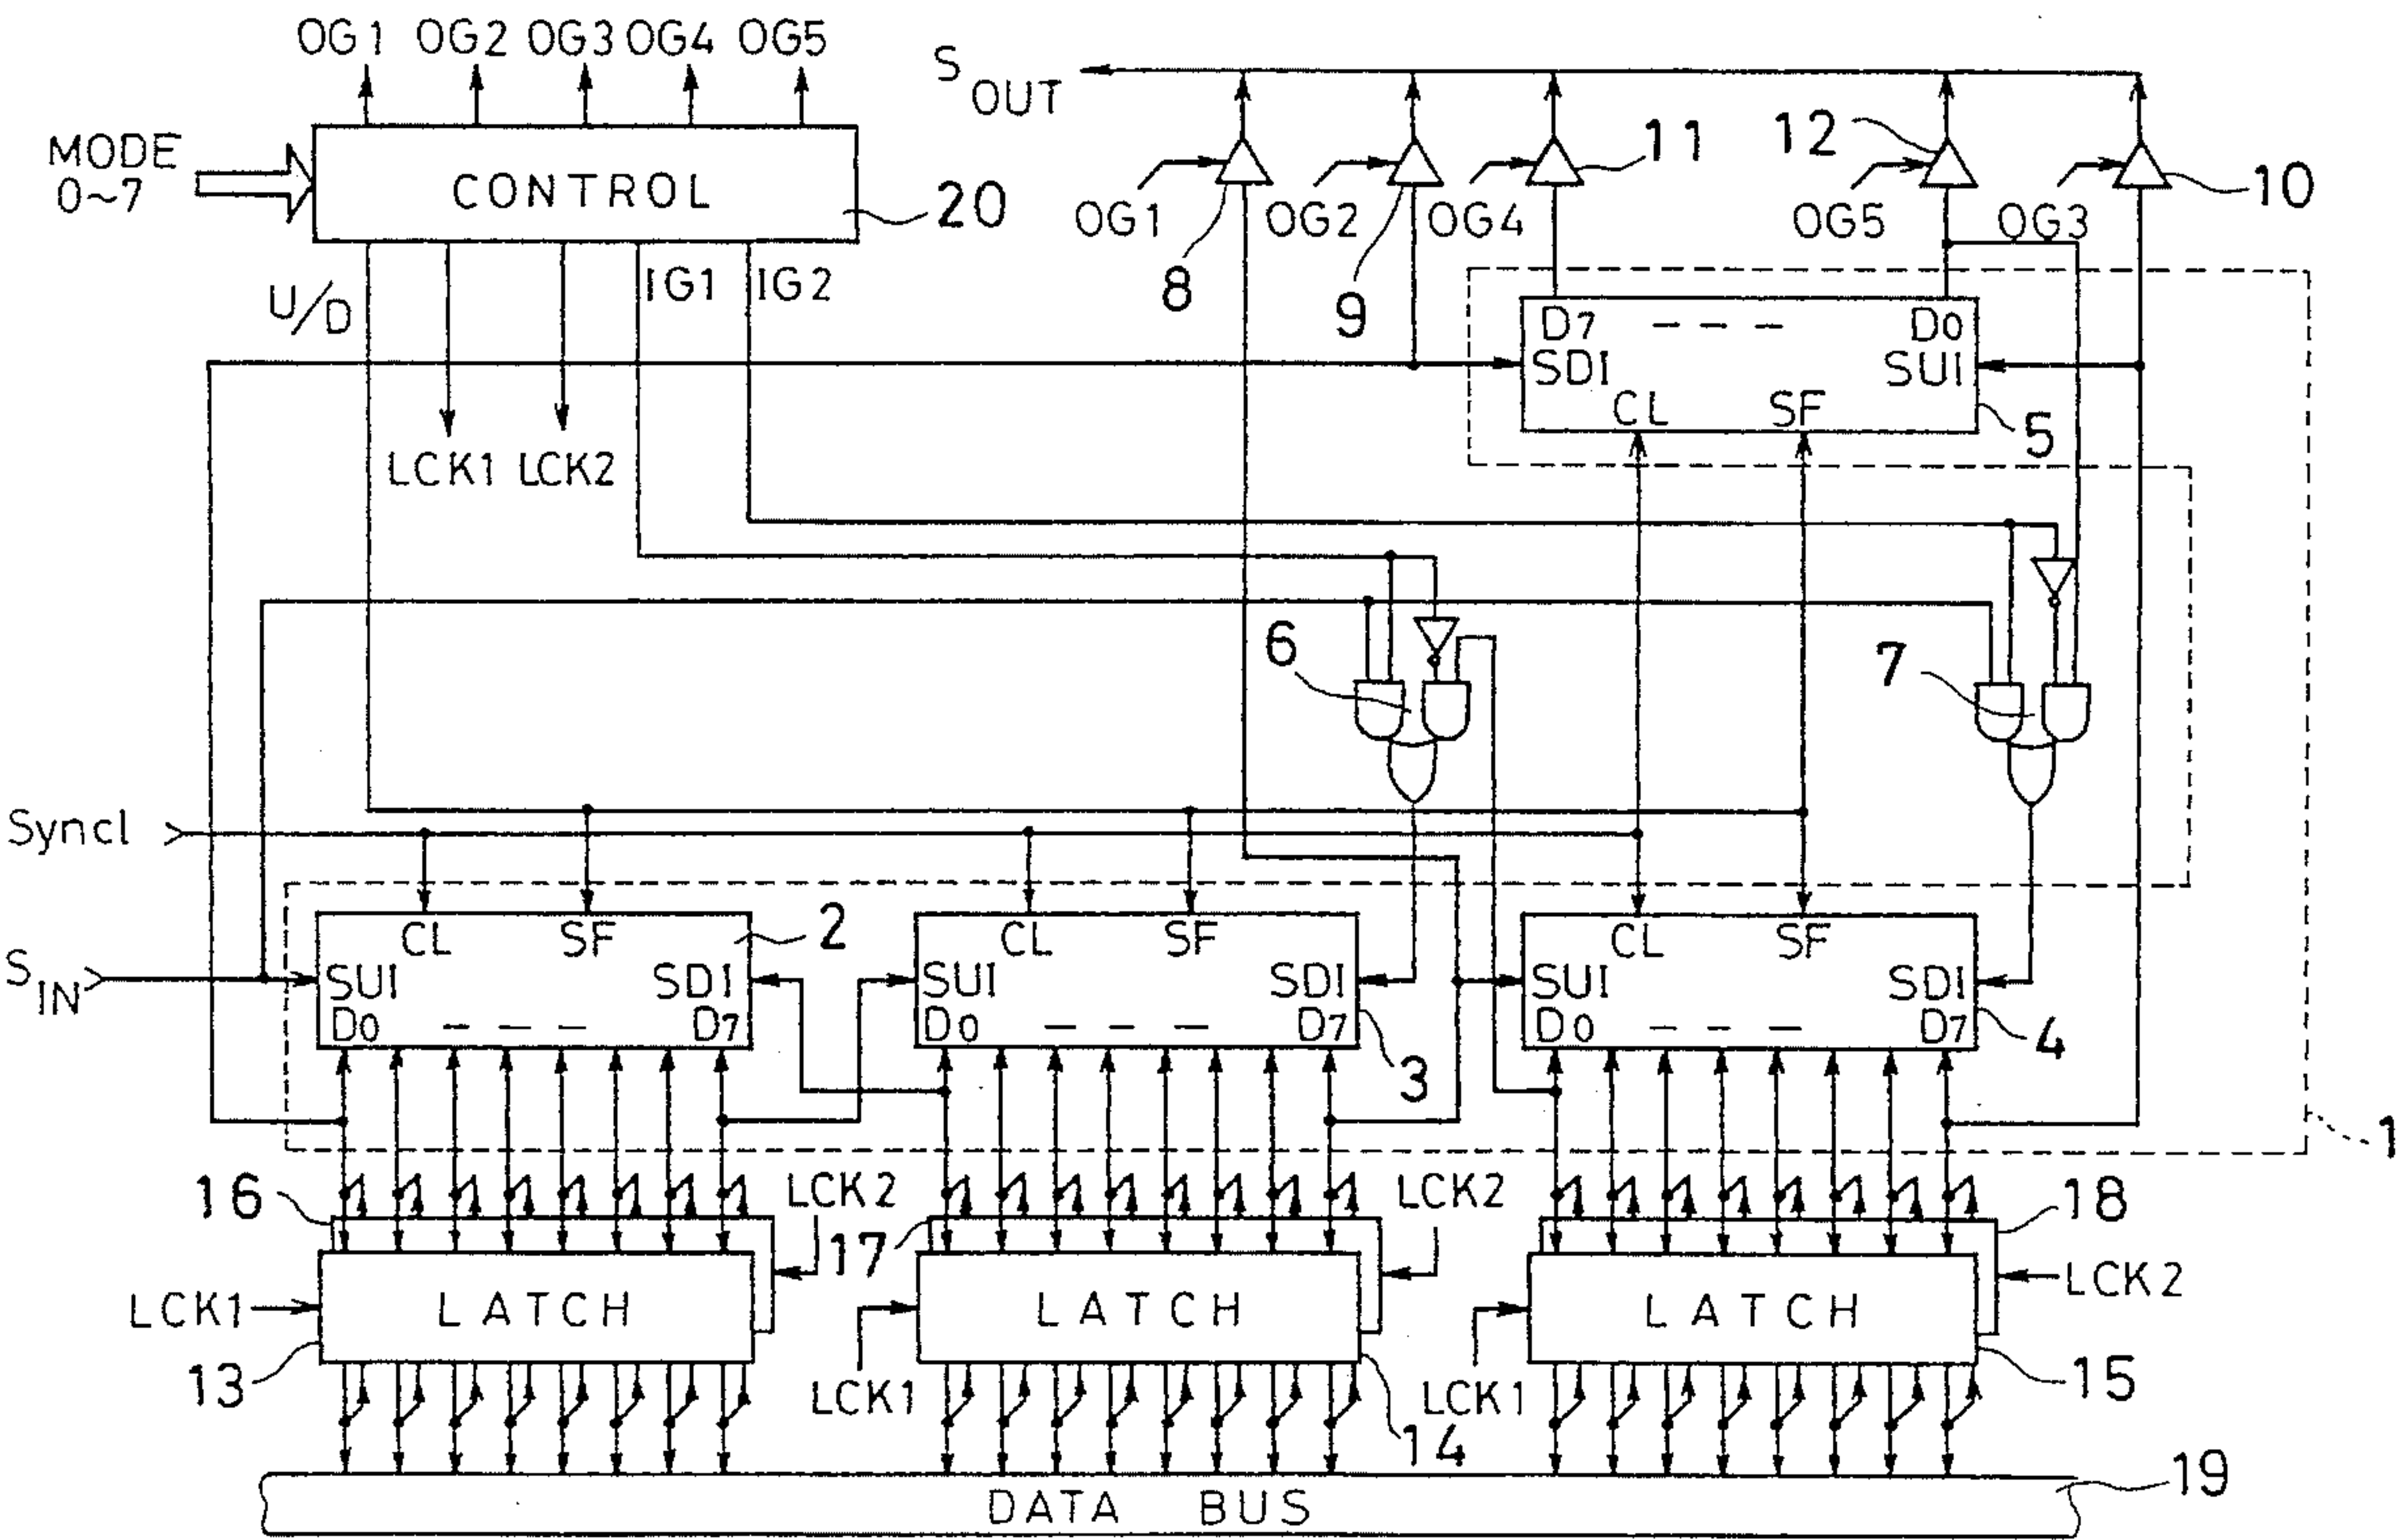 OG1 OG2 OG3 OG4 OG5
MODE
0~7
CONTROL
20
U/D
LCK1 LCK2
IG1 IG2
S OUT
OG1 OG2 OG4 OG5 OG3
8 9 11 12 10
D7 --- D0
SDI SUI
CL SF
5
6
7
Syncl
S IN
CL SF
SUI SDI
D0 --- D7
2
CL SF
SUI SDI
D0 --- D7
3
CL SF
SUI SDI
D0 --- D7
4
1
16 LCK2
17 LCK2
18 LCK2
LCK1 LATCH
13
LCK1 LATCH
14
LCK1 LATCH
15
DATA BUS
19